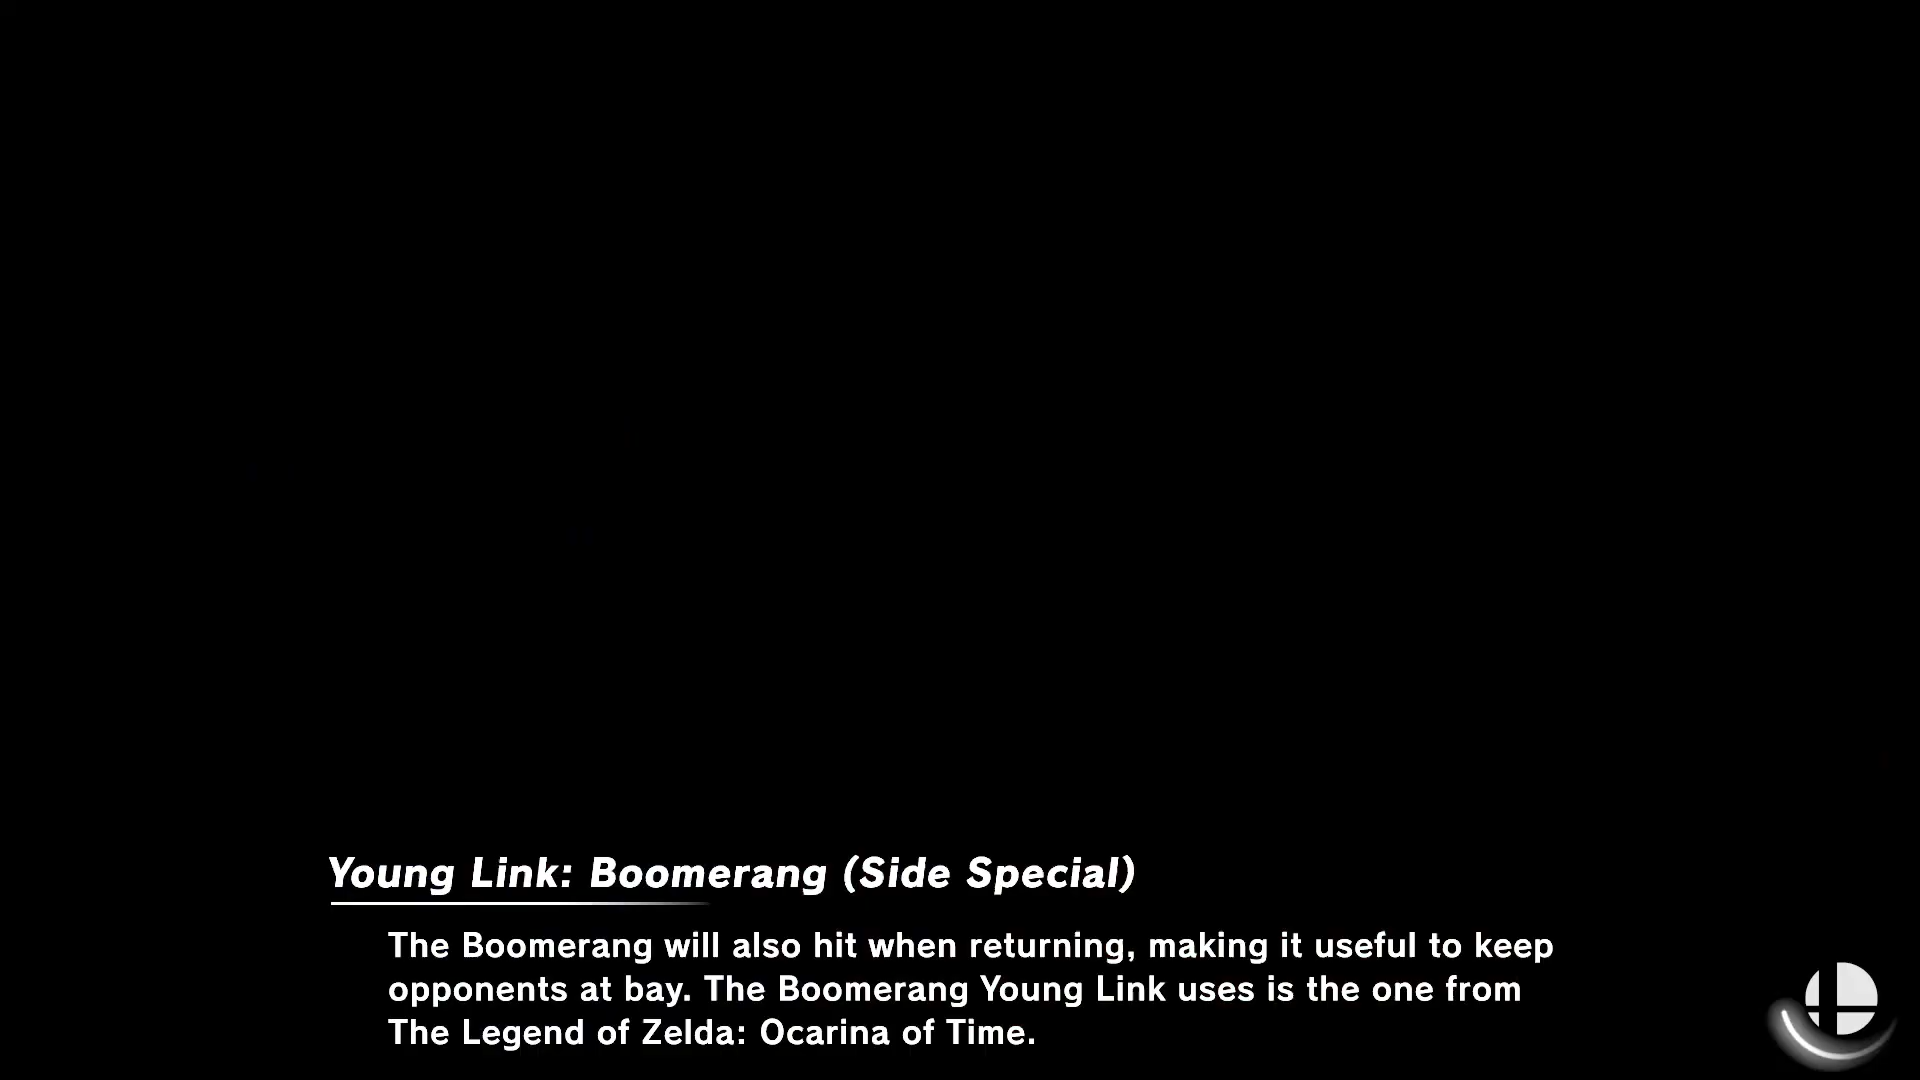 Young Link: Boomerang (Side Special)
The Boomerang will also hit when returning, making it useful to keep
opponents at bay. The Boomerang Young Link uses is the one from
The Legend of Zelda: Ocarina of Time.